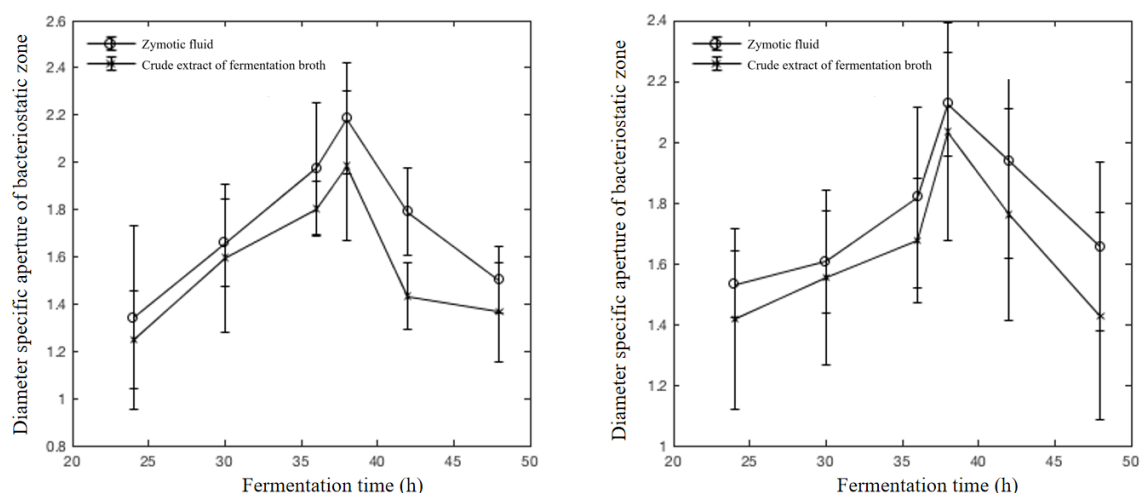 2.6
2.4
2.2
2
1.8
1.6
1.4
1.2
1
0.8
20 25 30 35 40 45 50
Diameter specific aperture of bacteriostatic zone
Fermentation time (h)
Zymotic fluid
Crude extract of fermentation broth
2.4
2.2
2
1.8
1.6
1.4
1.2
1
20 25 30 35 40 45 50
Diameter specific aperture of bacteriostatic zone
Fermentation time (h)
Zymotic fluid
Crude extract of fermentation broth